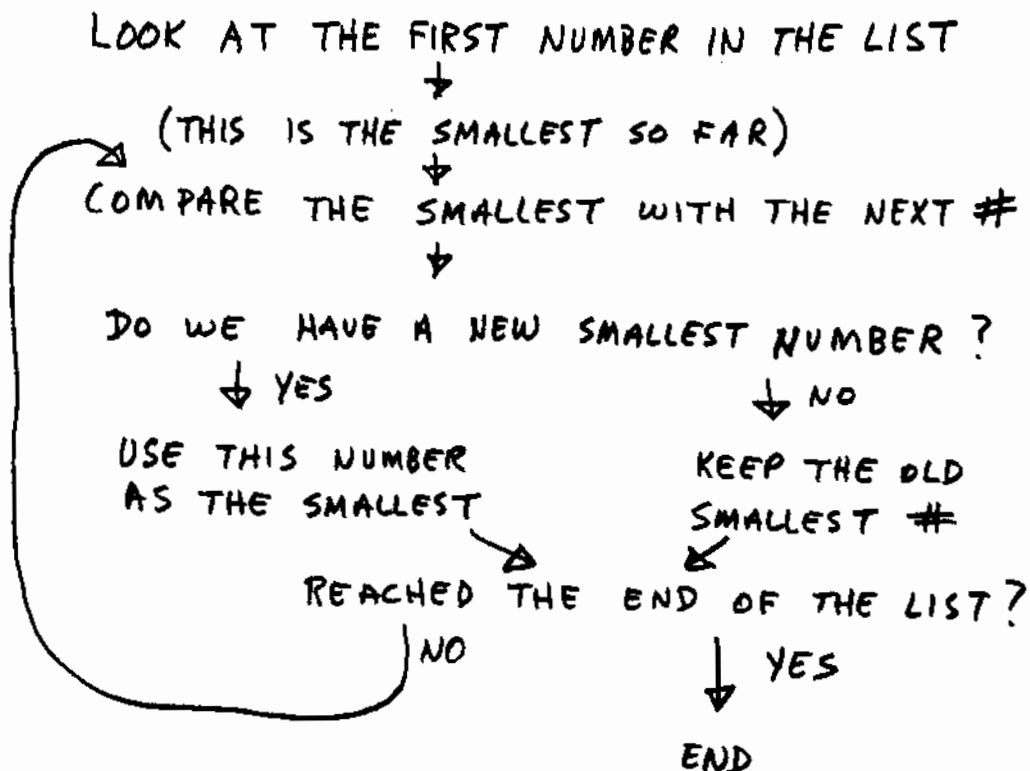 LOOK AT THE FIRST NUMBER IN THE LIST
(THIS IS THE SMALLEST SO FAR)
COMPARE THE SMALLEST WITH THE NEXT #
DO WE HAVE A NEW SMALLEST NUMBER?
YES
NO
USE THIS NUMBER
AS THE SMALLEST
KEEP THE OLD
SMALLEST #
REACHED THE END OF THE LIST?
NO
YES
END